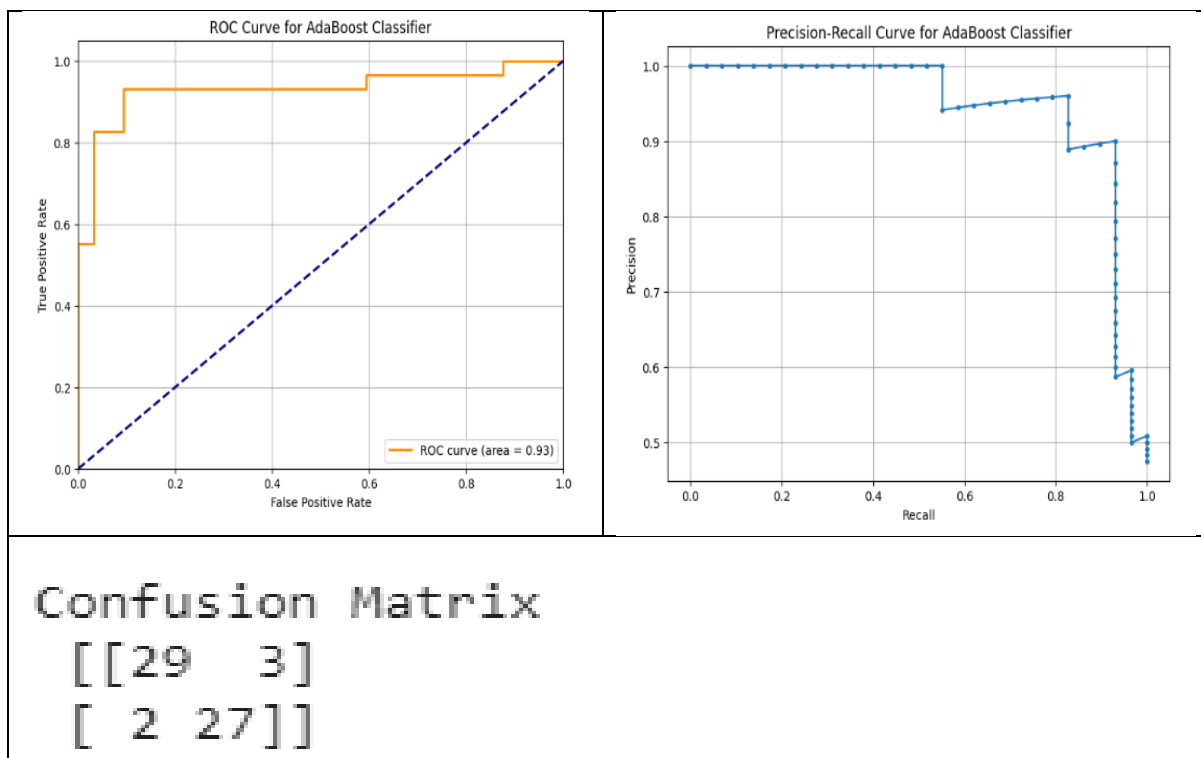 ROC Curve for AdaBoost Classifier
1.0
0.8
0.6
0.4
0.2
0.0
True Positive Rate
0.0 0.2 0.4 0.6 0.8 1.0
False Positive Rate
ROC curve (area = 0.93)
Precision-Recall Curve for AdaBoost Classifier
1.0
0.9
0.8
0.7
0.6
0.5
Precision
0.0 0.2 0.4 0.6 0.8 1.0
Recall
Confusion Matrix
[[29 3]
[ 2 27]]